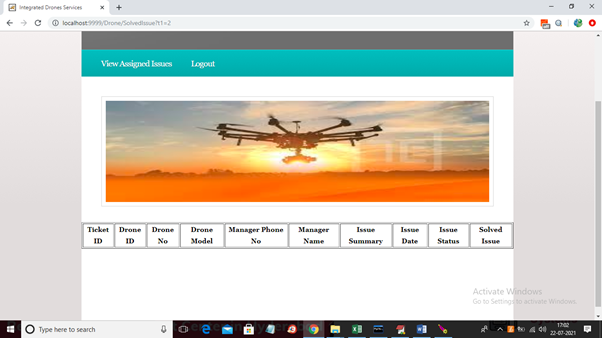 Integrated Drones Services
localhost:9999/Drone/SolvedIssue?t1=2
View Assigned Issues Logout
Ticket ID
Drone ID
Drone No
Drone Model
Manager Phone No
Manager Name
Issue Summary
Issue Date
Issue Status
Solved Issue
Activate Windows
Go to Settings to activate Windows.
Type here to search
17:02
22-07-2021